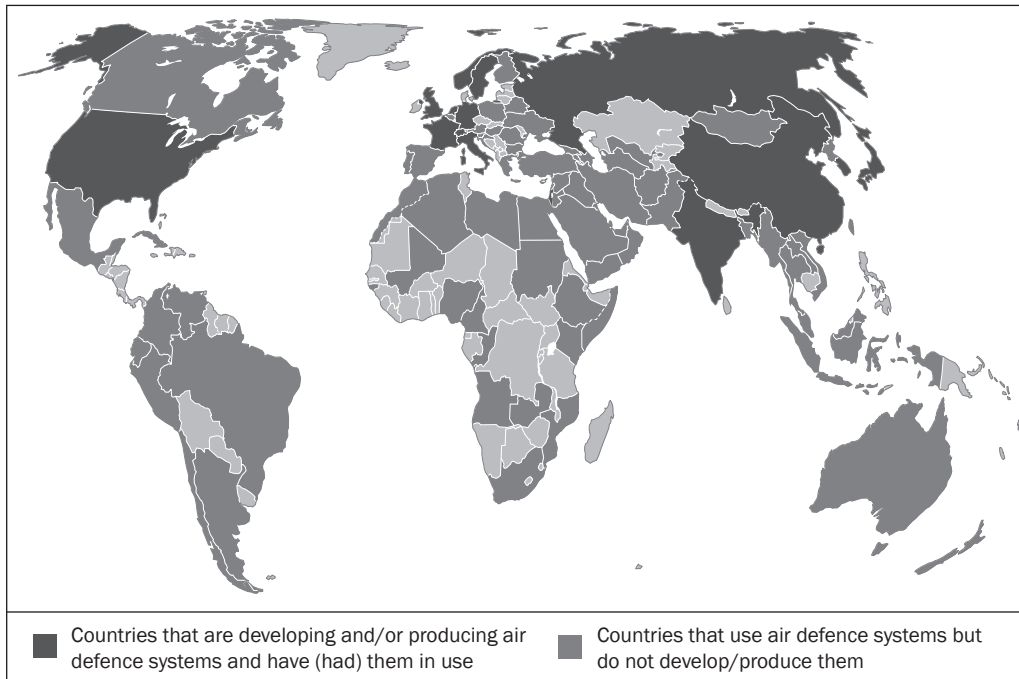 Countries that are developing and/or producing air
defence systems and have (had) them in use
Countries that use air defence systems but
do not develop/produce them